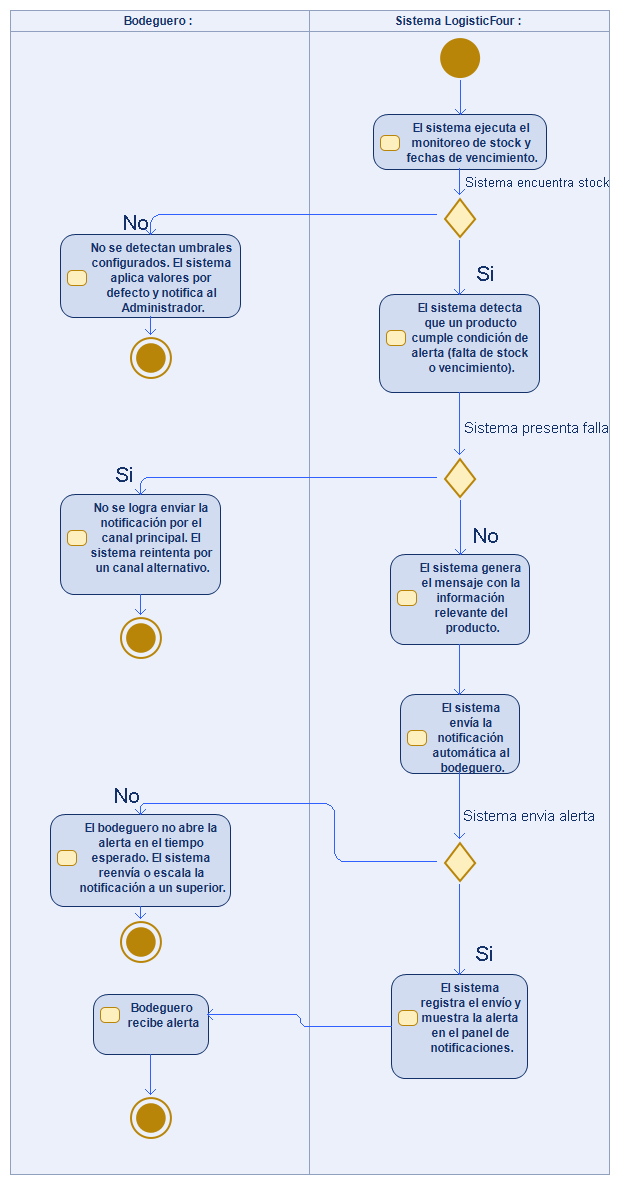 Bodeguero :
Sistema LogisticFour :
El sistema ejecuta el
monitoreo de stock y
fechas de vencimiento.
Sistema encuentra stock
No
No se detectan umbrales
configurados. El sistema
aplica valores por
defecto y notifica al
Administrador.
Si
El sistema detecta
que un producto
cumple condición de
alerta (falta de stock
o vencimiento).
Sistema presenta falla
Si
No se logra enviar la
notificación por el
canal principal. El
sistema reintenta por
un canal alternativo.
No
El sistema genera
el mensaje con la
información
relevante del
producto.
El sistema
envía la
notificación
automática al
bodeguero.
Sistema envia alerta
No
El bodeguero no abre la
alerta en el tiempo
esperado. El sistema
reenvía o escala la
notificación a un superior.
Si
El sistema
registra el envío y
muestra la alerta
en el panel de
notificaciones.
Bodeguero
recibe alerta